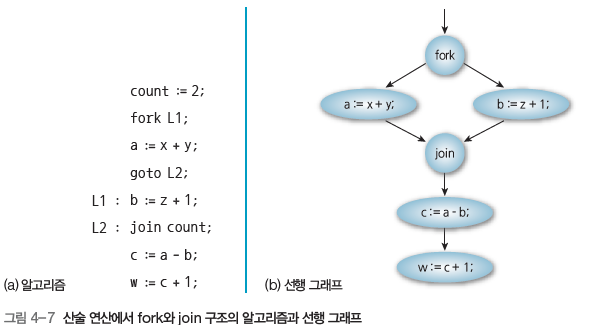 count := 2;
fork L1;
a := x + y;
goto L2;
L1 : b := z + 1;
L2 : join count;
c := a - b;
w := c + 1;
(a) 알고리즘
fork
a := x + y;
b := z + 1;
join
c := a - b;
w := c + 1;
(b) 선행 그래프
그림 4-7 산술 연산에서 fork와 join 구조의 알고리즘과 선행 그래프